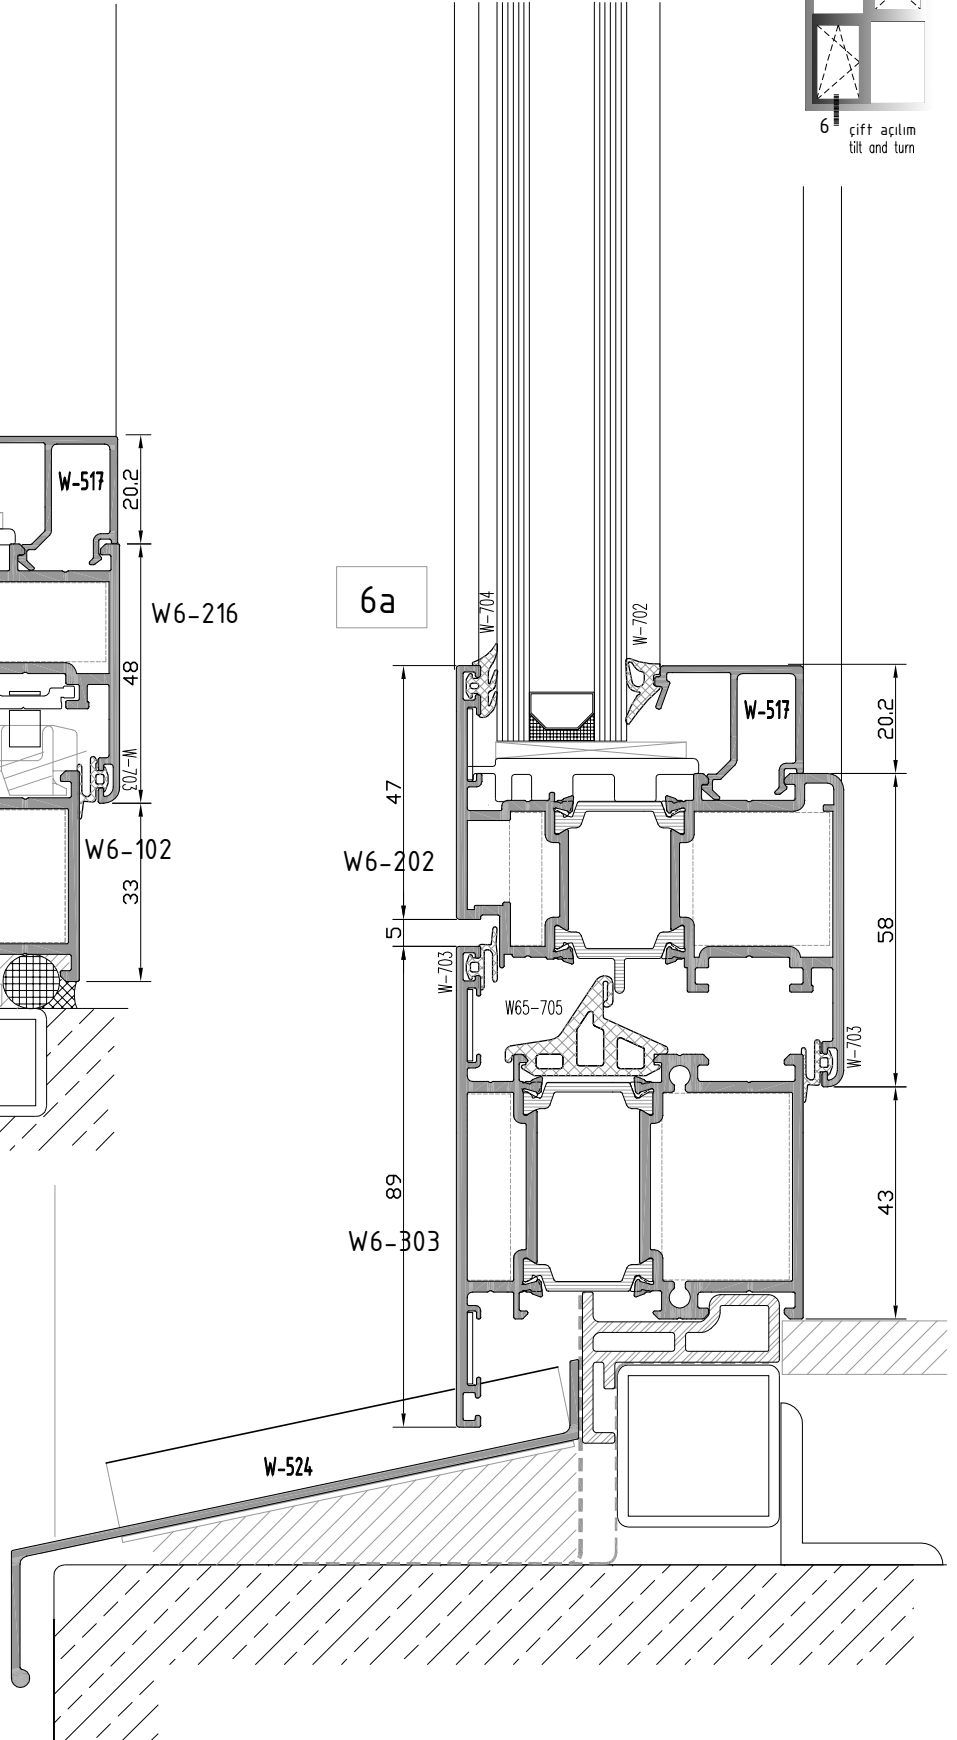 6
çift açılım
tilt and turn
W-517
20.2
W6-216
48
W-703
W6-102
33
6a
W-704
W-702
W-517
20.2
47
W6-202
5
58
W-703
W65-705
W-703
89
43
W6-303
W-524